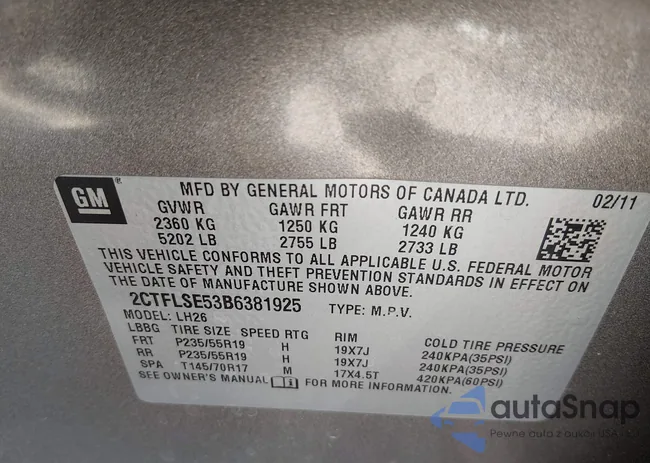 GM ® MFD BY GENERAL MOTORS OF CANADA LTD. 02/11
GVWR GAWR FRT GAWR RR
2360 KG 1250 KG 1240 KG
5202 LB 2755 LB 2733 LB
THIS VEHICLE CONFORMS TO ALL APPLICABLE U.S. FEDERAL MOTOR
VEHICLE SAFETY AND THEFT PREVENTION STANDARDS IN EFFECT ON
THE DATE OF MANUFACTURE SHOWN ABOVE.
2CTFLSE53B6381925 TYPE: M.P.V.
MODEL: LH26
LBBG TIRE SIZE SPEED RTG RIM COLD TIRE PRESSURE
FRT P235/55R19 H 19X7J 240KPA(35PSI)
RR P235/55R19 H 19X7J 240KPA(35PSI)
SPA T145/70R17 M 17X4.5T 420KPA(60PSI)
SEE OWNER'S MANUAL FOR MORE INFORMATION.
autaSnap
Pewne auta z aukcji USA i